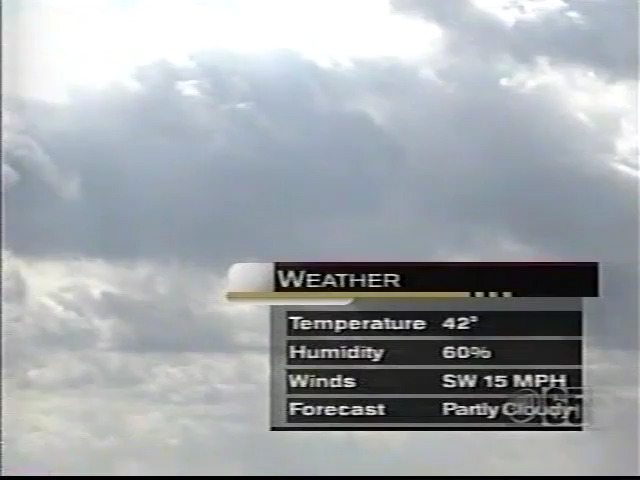 WEATHER
Temperature 42°
Humidity 60%
Winds SW 15 MPH
Forecast Partly Cloudy